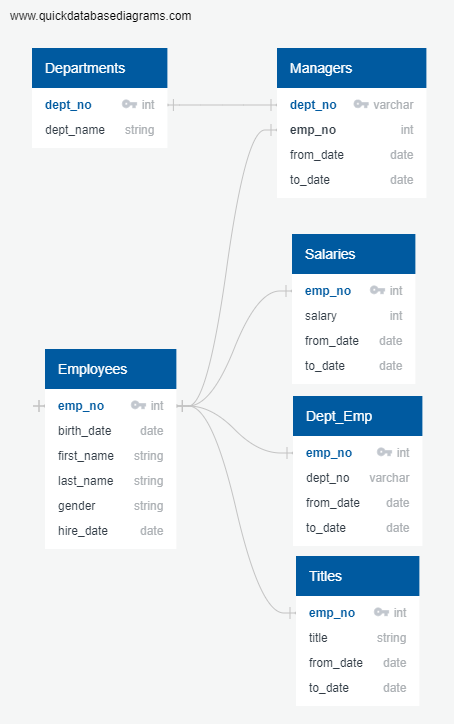 www.quickdatabasediagrams.com
Departments
dept_no int
dept_name string
Managers
dept_no varchar
emp_no int
from_date date
to_date date
Salaries
emp_no int
salary int
from_date date
to_date date
Employees
emp_no int
birth_date date
first_name string
last_name string
gender string
hire_date date
Dept_Emp
emp_no int
dept_no varchar
from_date date
to_date date
Titles
emp_no int
title string
from_date date
to_date date